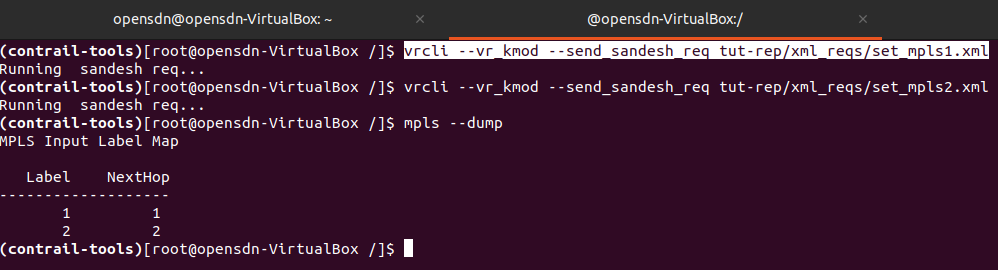 opensdn@opensdn-VirtualBox: ~ × @opensdn-VirtualBox:/ ×
(contrail-tools)[root@opensdn-VirtualBox /]$ vrcli --vr_kmod --send_sandesh_req tut-rep/xml_reqs/set_mpls1.xml
Running  sandesh req...
(contrail-tools)[root@opensdn-VirtualBox /]$ vrcli --vr_kmod --send_sandesh_req tut-rep/xml_reqs/set_mpls2.xml
Running  sandesh req...
(contrail-tools)[root@opensdn-VirtualBox /]$ mpls --dump
MPLS Input Label Map
   Label    NextHop
-------------------
       1         1
       2         2
(contrail-tools)[root@opensdn-VirtualBox /]$